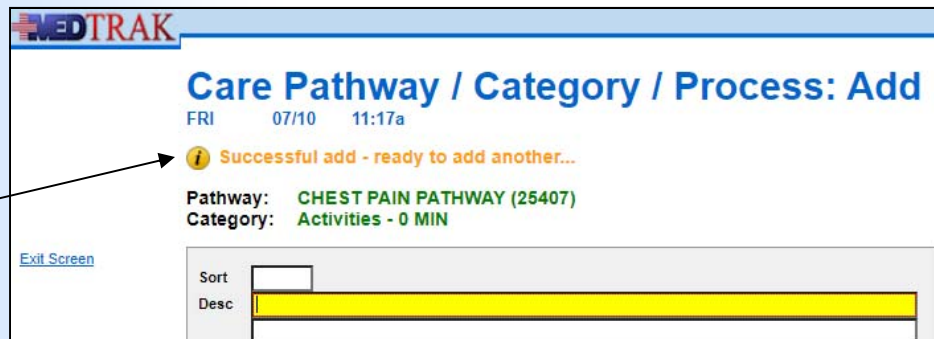 MEDTRAK
Care Pathway / Category / Process: Add
FRI 07/10 11:17a
i Successful add - ready to add another...
Pathway: CHEST PAIN PATHWAY (25407)
Category: Activities - 0 MIN
Exit Screen
Sort
Desc